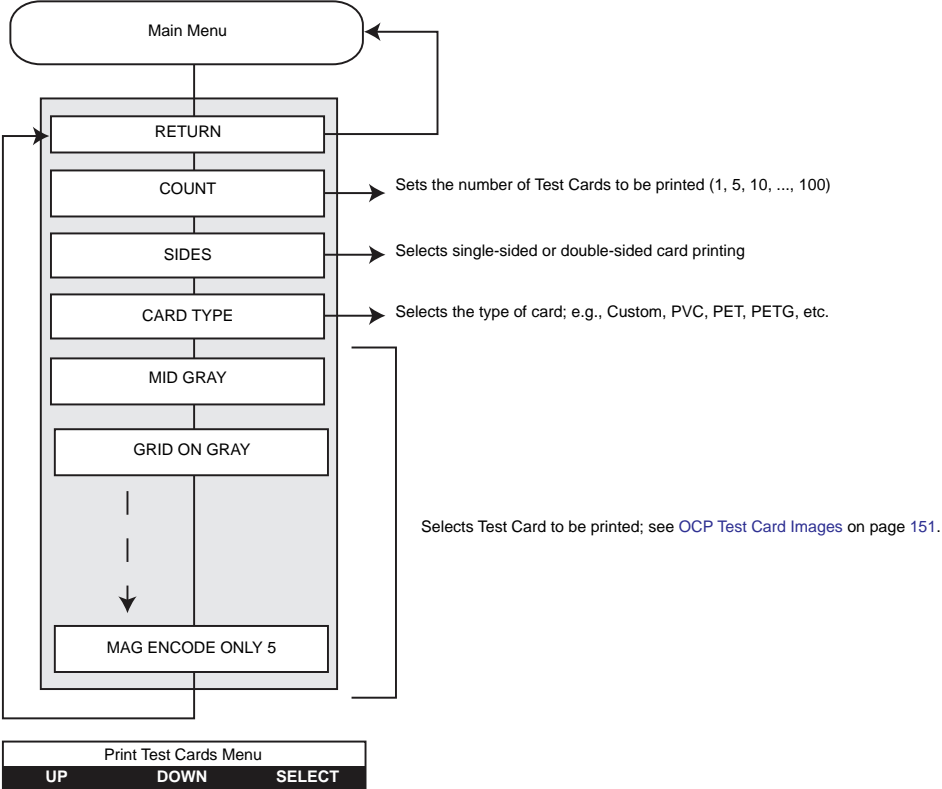 Main Menu
RETURN
COUNT
Sets the number of Test Cards to be printed (1, 5, 10, ..., 100)
SIDES
Selects single-sided or double-sided card printing
CARD TYPE
Selects the type of card; e.g., Custom, PVC, PET, PETG, etc.
MID GRAY
GRID ON GRAY
Selects Test Card to be printed; see OCP Test Card Images on page 151.
MAG ENCODE ONLY 5
Print Test Cards Menu
UP DOWN SELECT